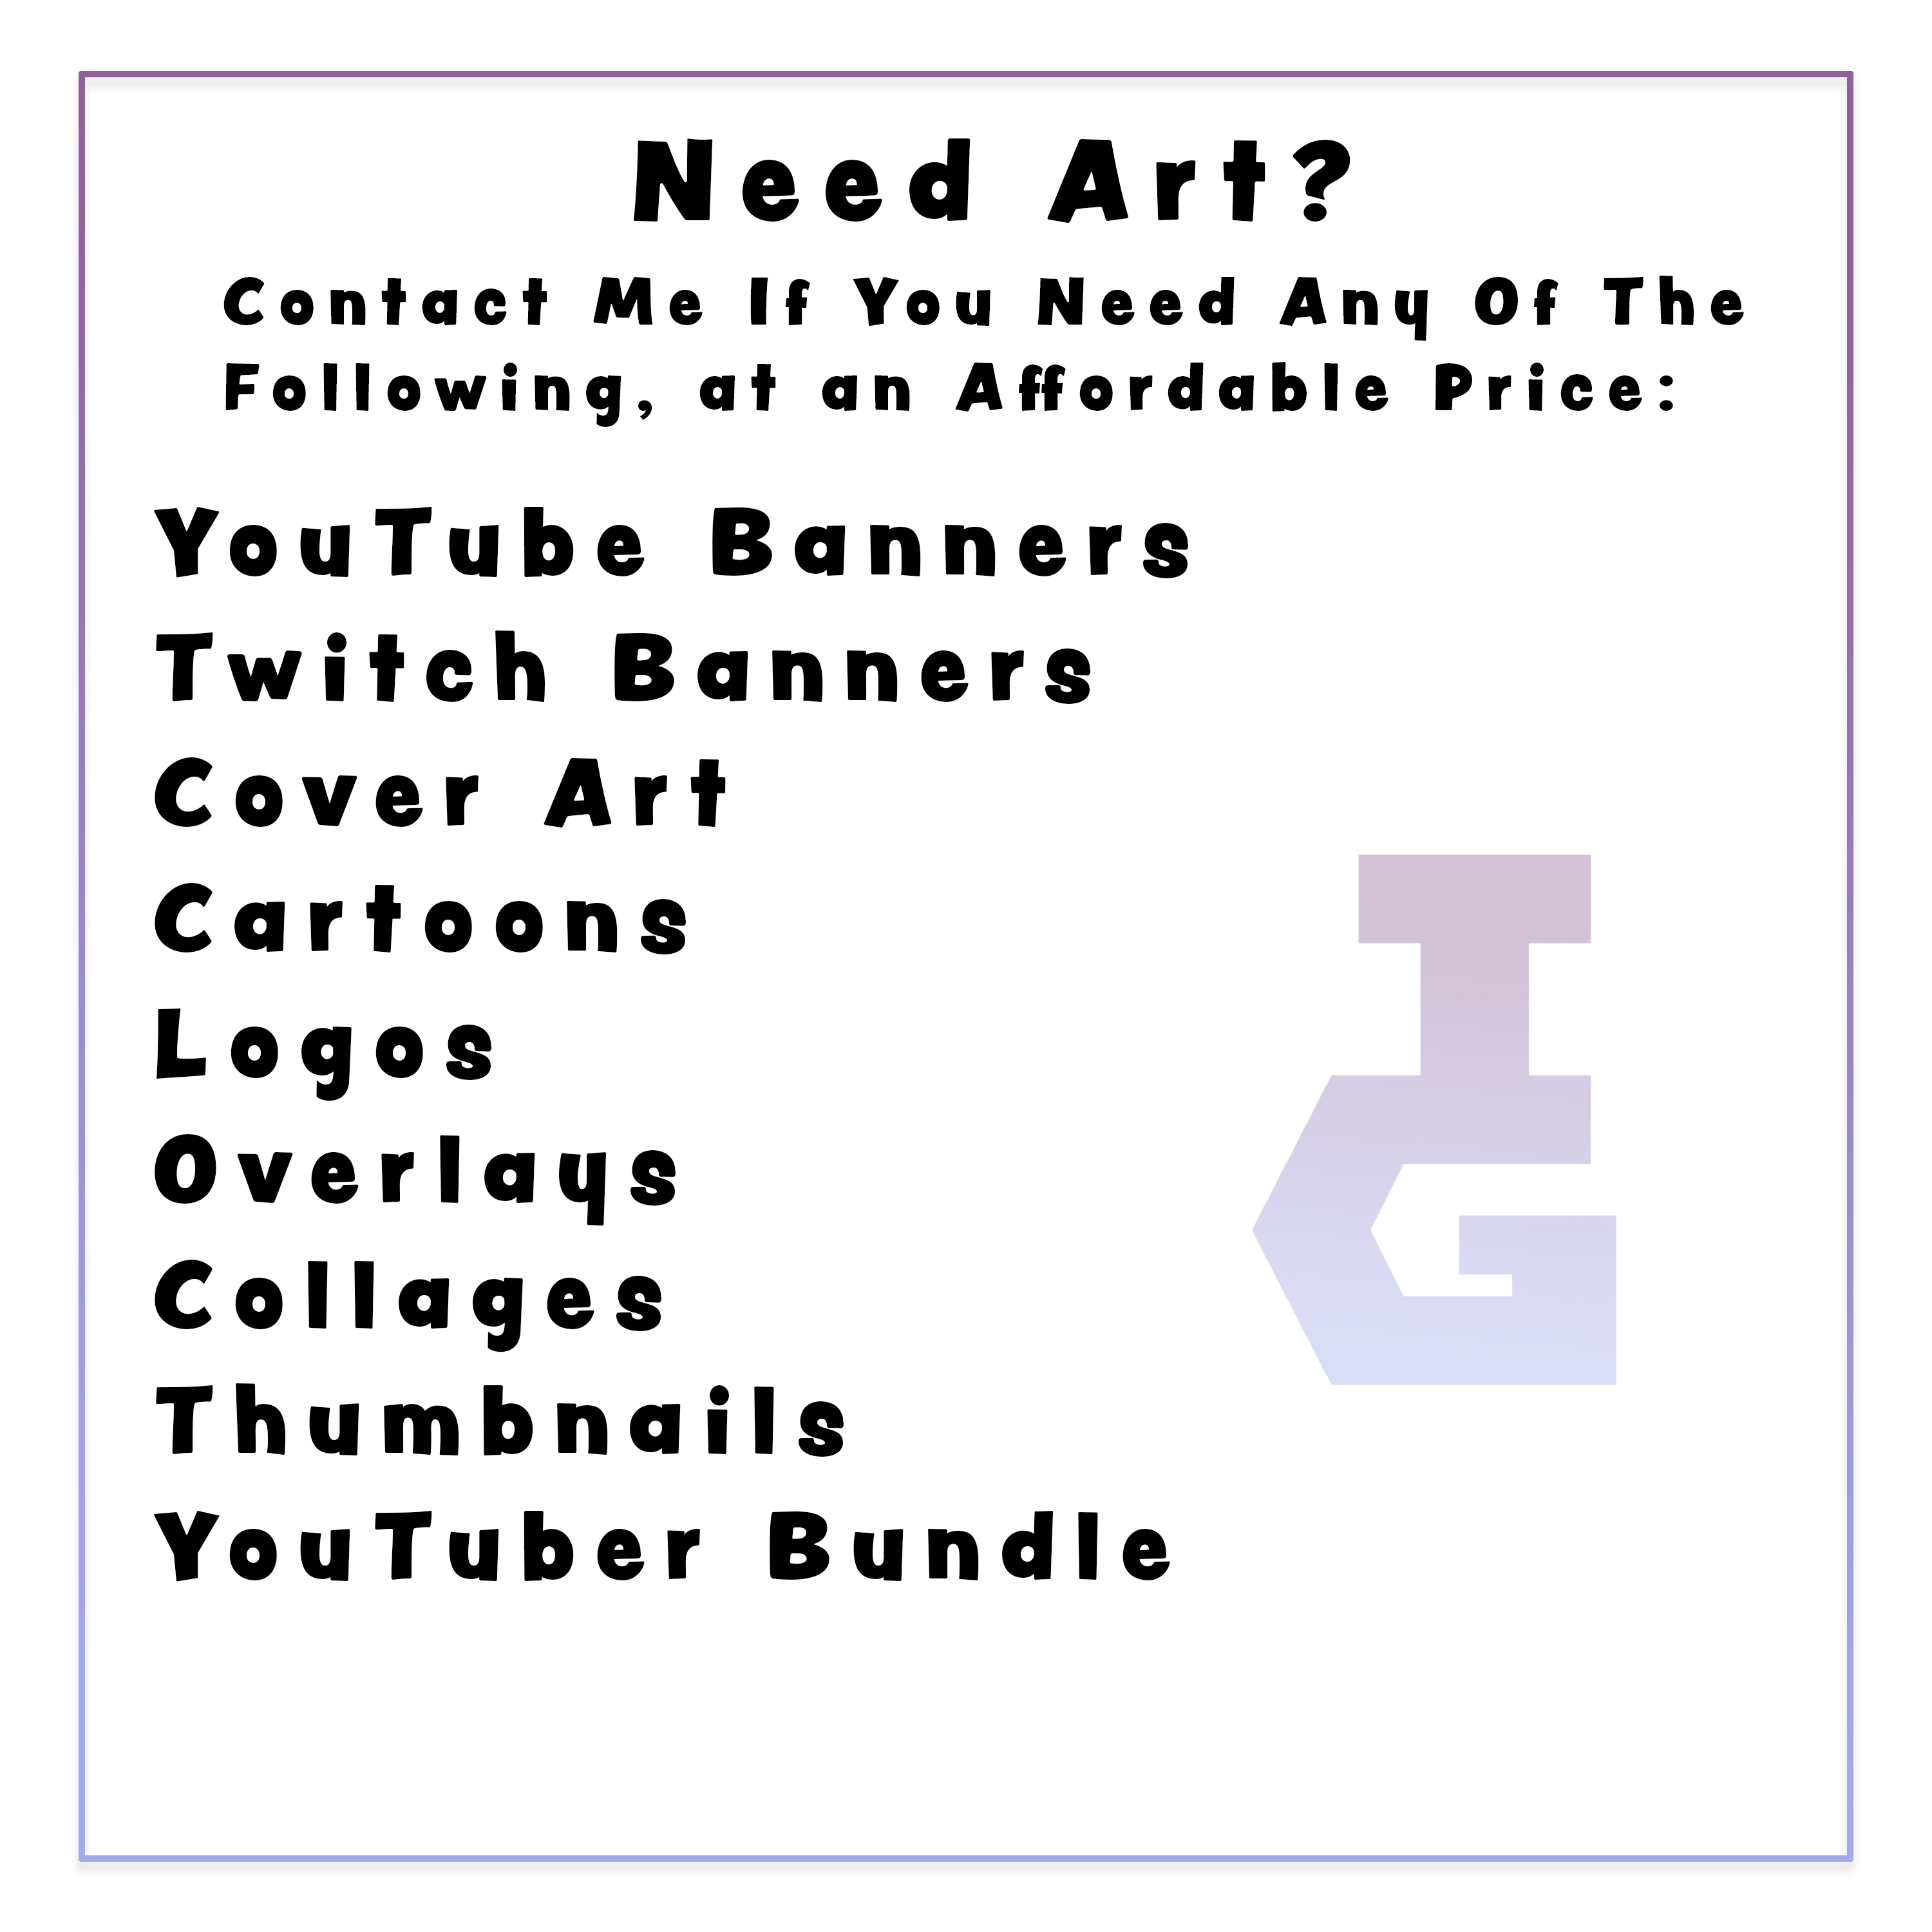 Need Art?
Contact Me If You Need Any Of The
Following, at an Affordable Price:
YouTube Banners
Twitch Banners
Cover Art
Cartoons
Logos
Overlays
Collages
Thumbnails
YouTuber Bundle